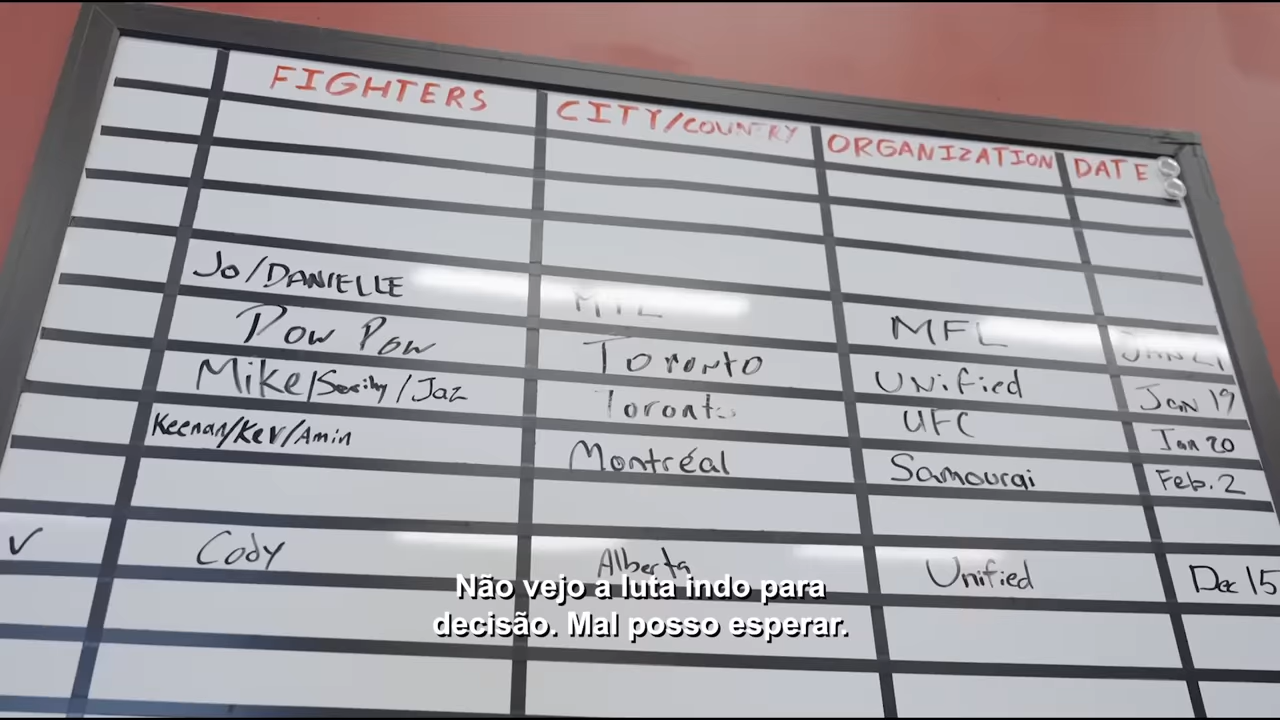 FIGHTERS CITY/COUNTRY ORGANIZATION DATE
Jo/DANIELLE MTL MFL
Pow Pow Toronto Unified Jan 19
Mike/ /Jaz Toronto UFC Jan 20
Keenan/Kev/Amin Montréal Samourai Feb. 2
✓ Cody Alberta Unified Dec 15
Não vejo a luta indo para
decisão. Mal posso esperar.